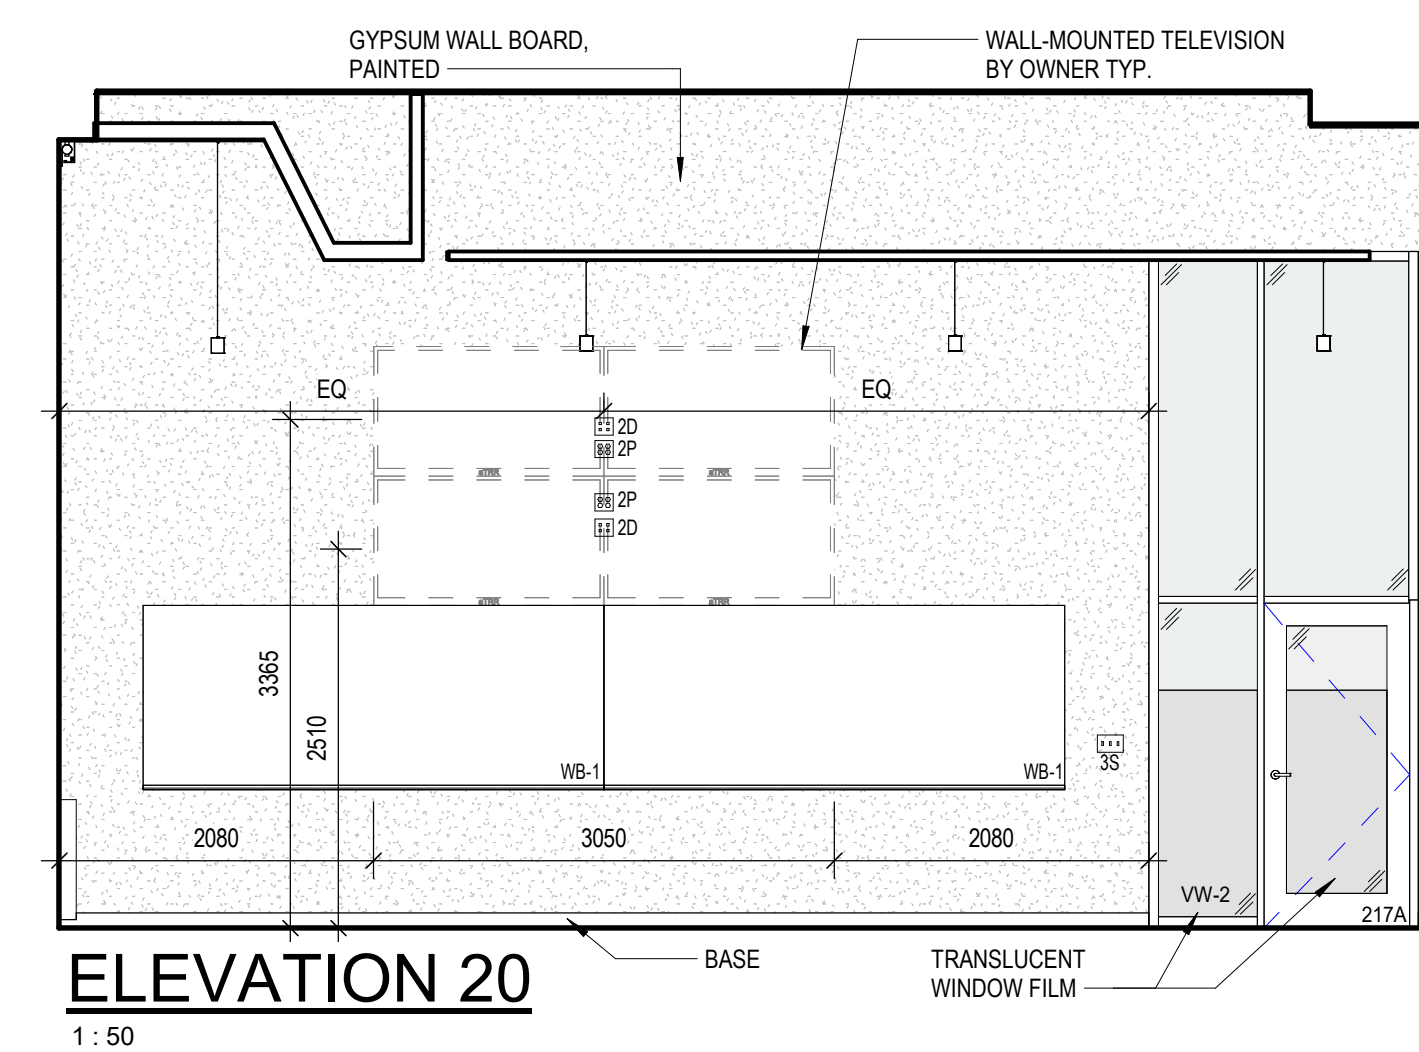 GYPSUM WALL BOARD,
PAINTED
WALL-MOUNTED TELEVISION
BY OWNER TYP.
EQ
EQ
2D
2P
2P
2D
3365
2510
WB-1
WB-1
3S
2080
3050
2080
VW-2
217A
BASE
TRANSLUCENT
WINDOW FILM
ELEVATION 20
1 : 50